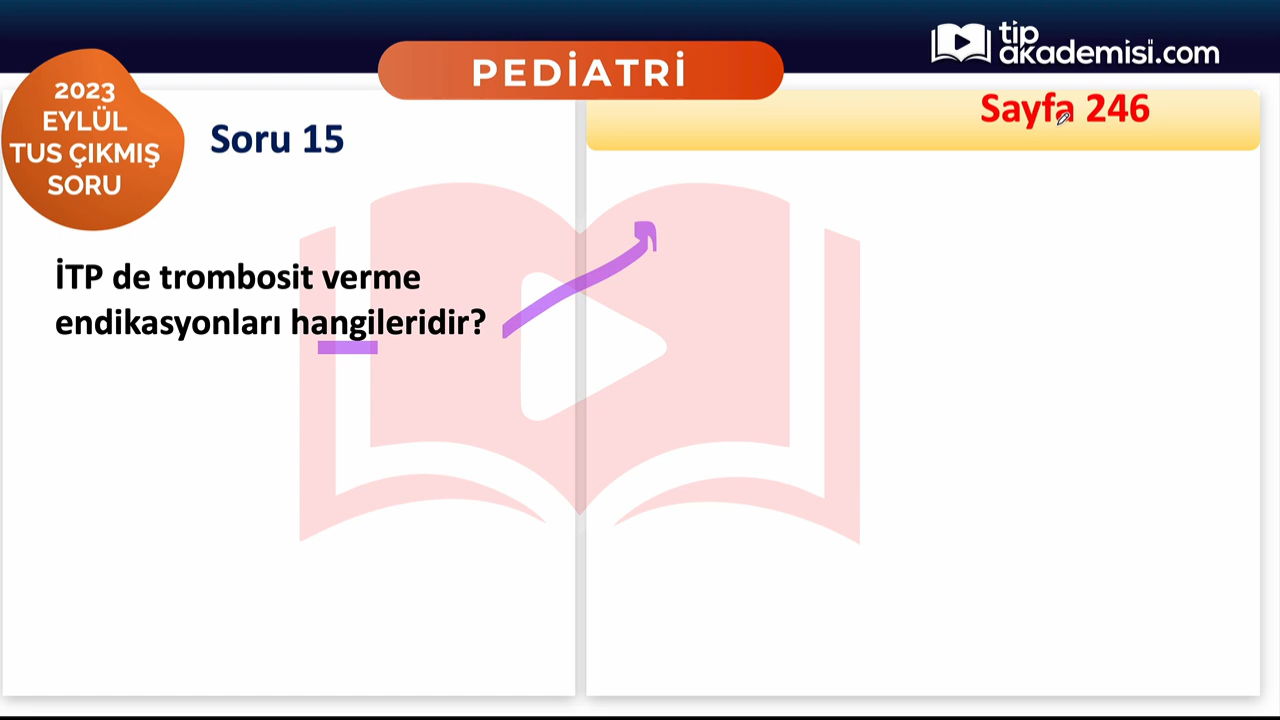 tıp
akademisi.com
PEDİATRİ
2023
EYLÜL
TUS ÇIKMIŞ
SORU
Soru 15
Sayfa 246
İTP de trombosit verme
endikasyonları hangileridir?